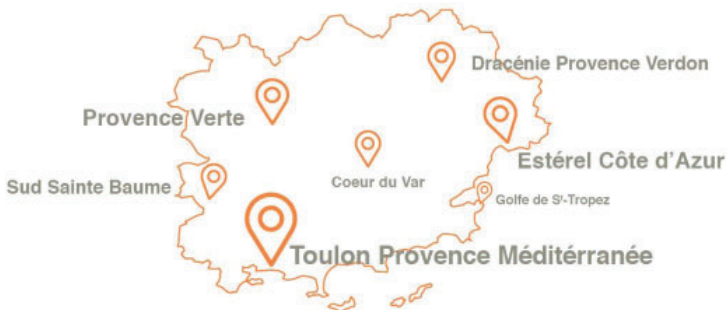 Dracénie Provence Verdon
Provence Verte
Estérel Côte d'Azur
Sud Sainte Baume
Coeur du Var
Golfe de Sᵗ-Tropez
Toulon Provence Méditérranée